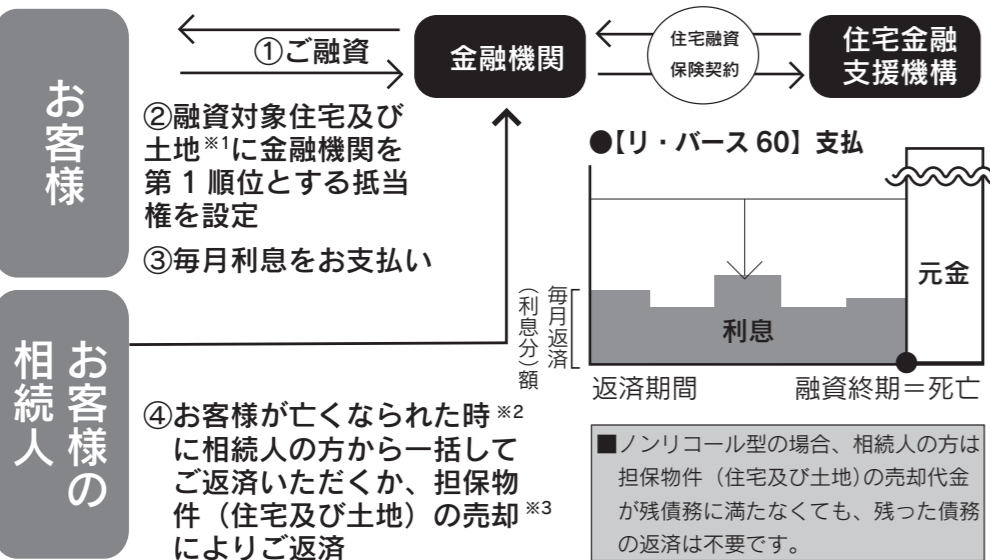 お客様
①ご融資
金融機関
住宅融資
保険契約
住宅金融
支援機構
②融資対象住宅及び
土地※1に金融機関を
第1順位とする抵当
権を設定
③毎月利息をお支払い
お客様の
相続人
④お客様が亡くなられた時※2
に相続人の方から一括して
ご返済いただくか、担保物
件（住宅及び土地）の売却※3
によりご返済
●【リ・バース60】支払
毎月返済額
（利息分）
利息
元金
返済期間
融資終期＝死亡
■ノンリコール型の場合、相続人の方は
担保物件（住宅及び土地）の売却代金
が残債務に満たなくても、残った債務
の返済は不要です。